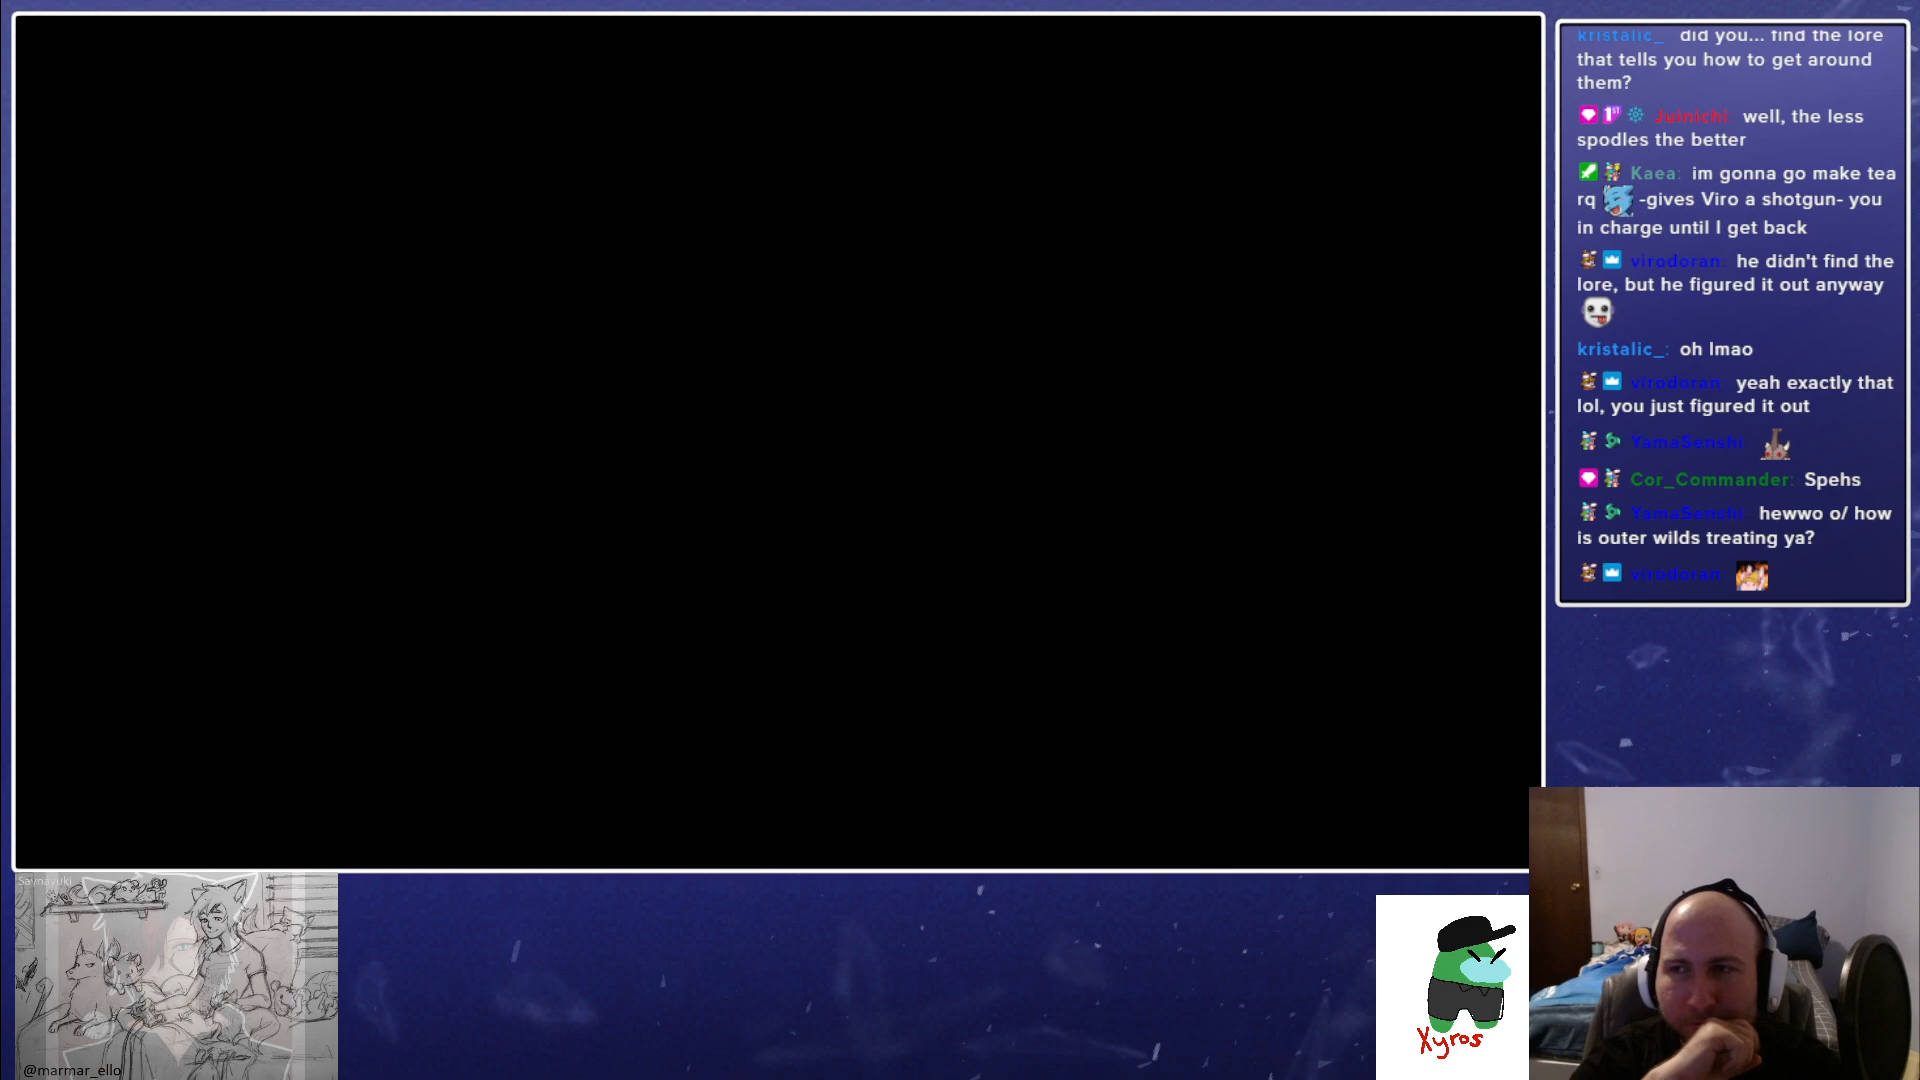 kristalic_ did you... find the lore
that tells you how to get around
them?
1ST Juinichi: well, the less
spodles the better
Kaea: im gonna go make tea
rq -gives Viro a shotgun- you
in charge until I get back
virodoran: he didn't find the
lore, but he figured it out anyway
kristalic_: oh lmao
virodoran: yeah exactly that
lol, you just figured it out
YamaSenshi:
Cor_Commander: Spehs
YamaSenshi: hewwo o/ how
is outer wilds treating ya?
virodoran:
Savnayuki
@marmar_ello
Xyros